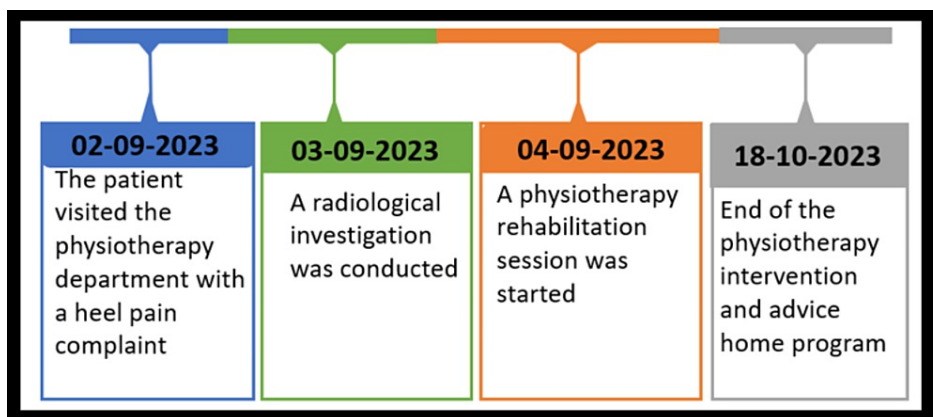 02-09-2023
The patient
visited the
physiotherapy
department with
a heel pain
complaint
03-09-2023
A radiological
investigation
was conducted
04-09-2023
A physiotherapy
rehabilitation
session was
started
18-10-2023
End of the
physiotherapy
intervention
and advice
home program